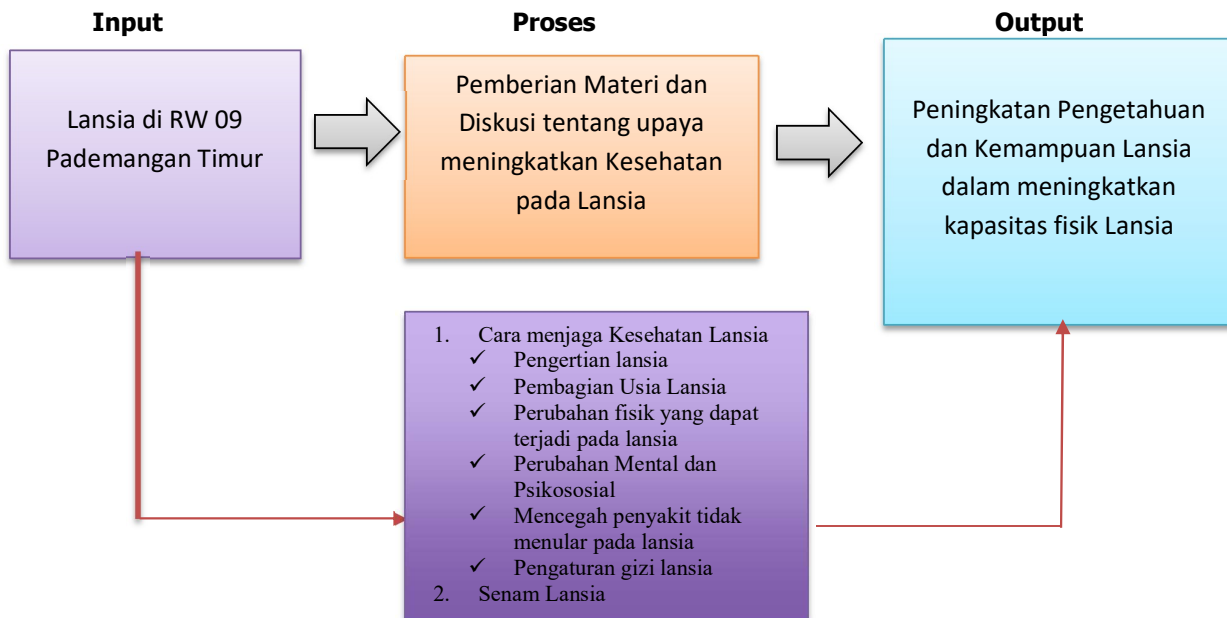 Input
Proses
Output
Lansia di RW 09
Pademangan Timur
Pemberian Materi dan
Diskusi tentang upaya
meningkatkan Kesehatan
pada Lansia
Peningkatan Pengetahuan
dan Kemampuan Lansia
dalam meningkatkan
kapasitas fisik Lansia
1. Cara menjaga Kesehatan Lansia
✓ Pengertian lansia
✓ Pembagian Usia Lansia
✓ Perubahan fisik yang dapat
terjadi pada lansia
✓ Perubahan Mental dan
Psikososial
✓ Mencegah penyakit tidak
menular pada lansia
✓ Pengaturan gizi lansia
2. Senam Lansia